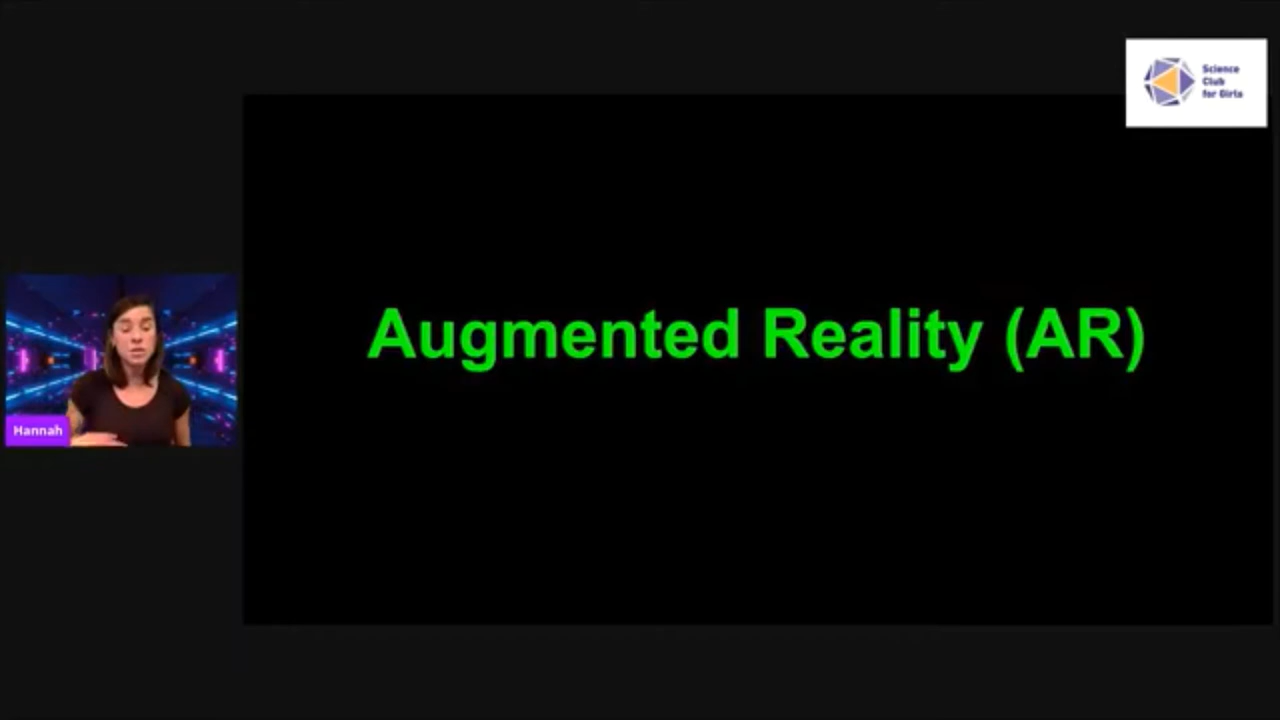 Science
Club
for Girls
Augmented Reality (AR)
Hannah